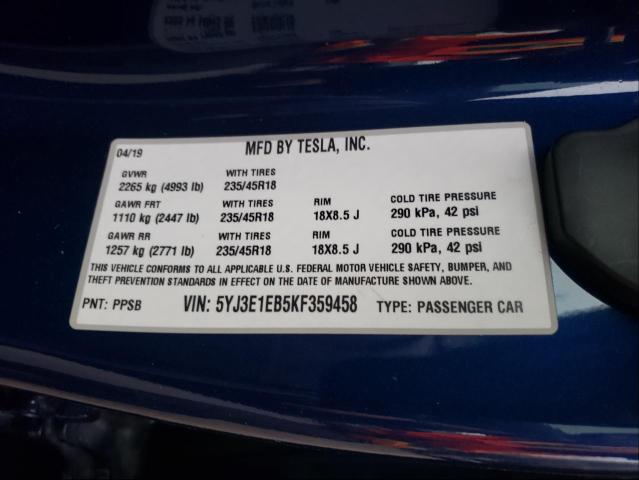 04/19 MFD BY TESLA, INC.
GVWR WITH TIRES
2265 kg (4993 lb) 235/45R18
GAWR FRT WITH TIRES RIM COLD TIRE PRESSURE
1110 kg (2447 lb) 235/45R18 18X8.5 J 290 kPa, 42 psi
GAWR RR WITH TIRES RIM COLD TIRE PRESSURE
1257 kg (2771 lb) 235/45R18 18X8.5 J 290 kPa, 42 psi
THIS VEHICLE CONFORMS TO ALL APPLICABLE U.S. FEDERAL MOTOR VEHICLE SAFETY, BUMPER, AND
THEFT PREVENTION STANDARDS IN EFFECT ON THE DATE OF MANUFACTURE SHOWN ABOVE.
PNT: PPSB VIN: 5YJ3E1EB5KF359458 TYPE: PASSENGER CAR